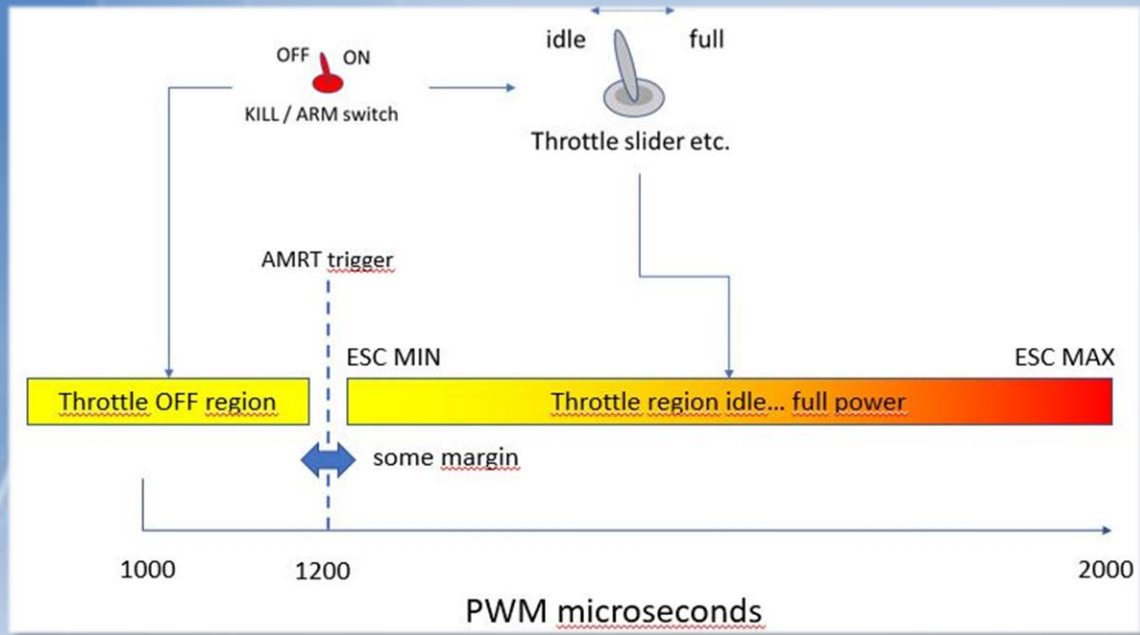 idle full
OFF ON
KILL / ARM switch
Throttle slider etc.
AMRT trigger
ESC MIN ESC MAX
Throttle OFF region Throttle region idle... full power
some margin
1000 1200 2000
PWM microseconds